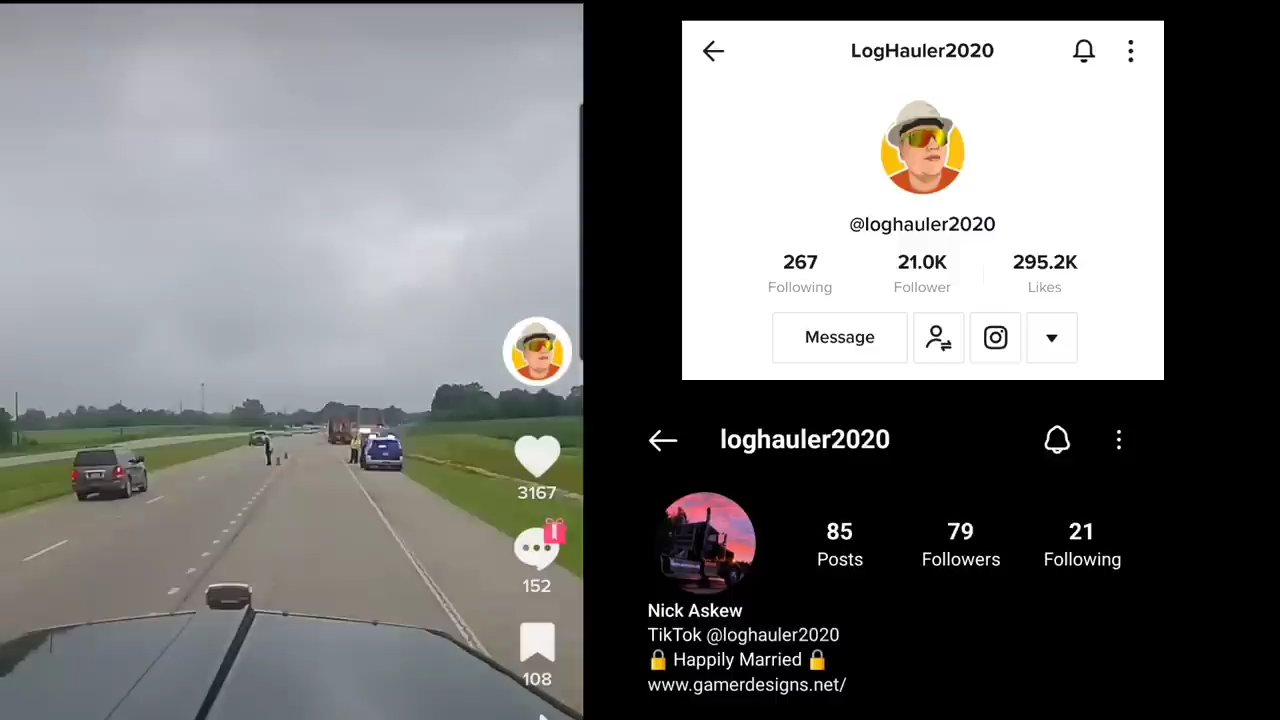 3167
152
108
LogHauler2020
@loghauler2020
267 21.0K 295.2K
Following Follower Likes
Message
loghauler2020
85 79 21
Posts Followers Following
Nick Askew
TikTok @loghauler2020
🔒 Happily Married 🔒
www.gamerdesigns.net/